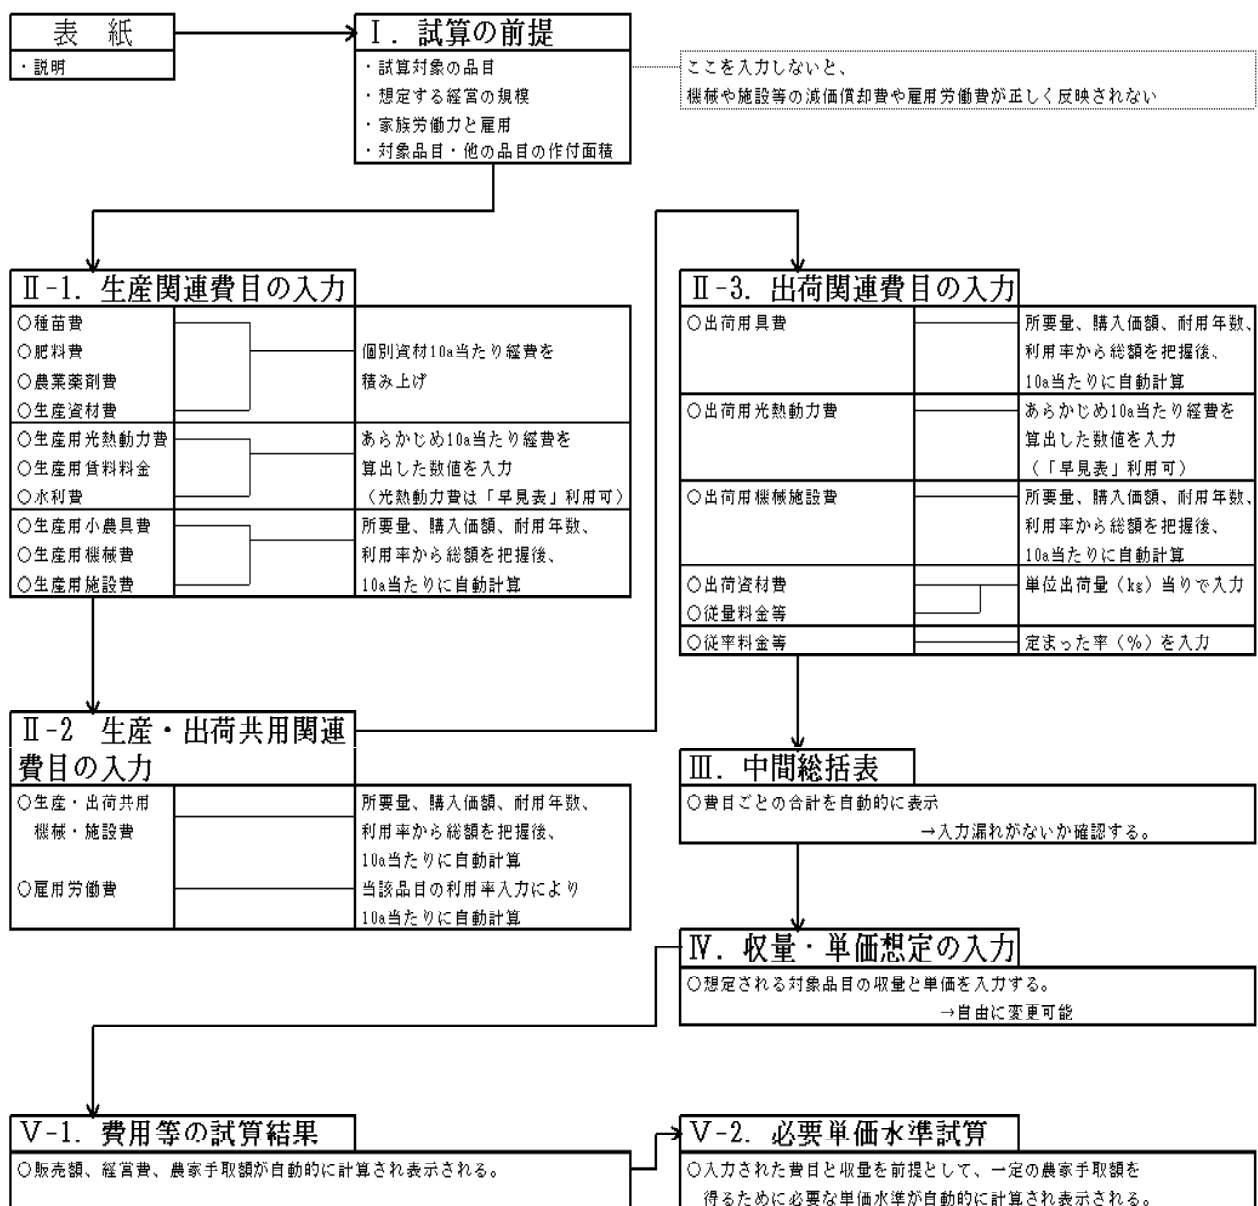 表　紙
・説明
Ⅰ．試算の前提
・試算対象の品目
・想定する経営の規模
・家族労働力と雇用
・対象品目・他の品目の作付面積
ここを入力しないと、
機械や施設等の減価償却費や雇用労働費が正しく反映されない
Ⅱ-1．生産関連費目の入力
○種苗費
○肥料費
○農業薬剤費
○生産資材費
個別資材10a当たり経費を
積み上げ
○生産用光熱動力費
○生産用賃料料金
○水利費
あらかじめ10a当たり経費を
算出した数値を入力
（光熱動力費は「早見表」利用可）
○生産用小農具費
○生産用機械費
○生産用施設費
所要量、購入価額、耐用年数、
利用率から総額を把握後、
10a当たりに自動計算
Ⅱ-2　生産・出荷共用関連
費目の入力
○生産・出荷共用
機械・施設費
所要量、購入価額、耐用年数、
利用率から総額を把握後、
10a当たりに自動計算
○雇用労働費
当該品目の利用率入力により
10a当たりに自動計算
Ⅱ-3．出荷関連費目の入力
○出荷用具費
所要量、購入価額、耐用年数、
利用率から総額を把握後、
10a当たりに自動計算
○出荷用光熱動力費
あらかじめ10a当たり経費を
算出した数値を入力
（「早見表」利用可）
○出荷用機械施設費
所要量、購入価額、耐用年数、
利用率から総額を把握後、
10a当たりに自動計算
○出荷資材費
○従量料金等
単位出荷量（kg）当りで入力
○従率料金等
定まった率（%）を入力
Ⅲ．中間総括表
○費目ごとの合計を自動的に表示
→入力漏れがないか確認する。
Ⅳ．収量・単価想定の入力
○想定される対象品目の収量と単価を入力する。
→自由に変更可能
Ⅴ-1．費用等の試算結果
○販売額、経営費、農家手取額が自動的に計算され表示される。
Ⅴ-2．必要単価水準試算
○入力された費目と収量を前提として、一定の農家手取額を
得るために必要な単価水準が自動的に計算され表示される。